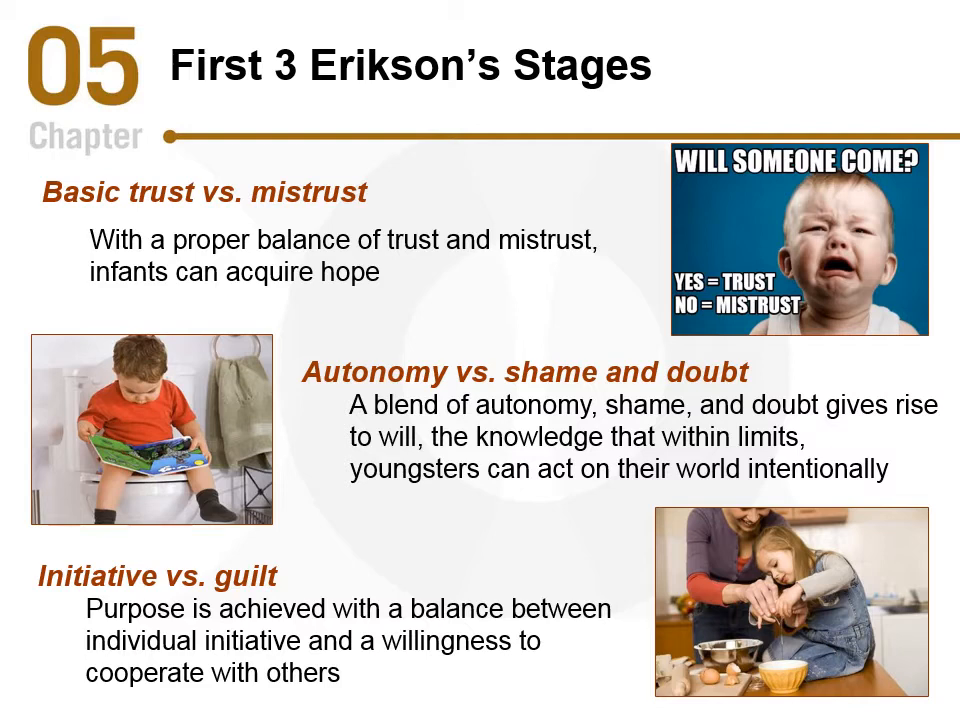 05
Chapter
First 3 Erikson’s Stages
Basic trust vs. mistrust
With a proper balance of trust and mistrust,
infants can acquire hope
WILL SOMEONE COME?
YES = TRUST
NO = MISTRUST
Autonomy vs. shame and doubt
A blend of autonomy, shame, and doubt gives rise
to will, the knowledge that within limits,
youngsters can act on their world intentionally
Initiative vs. guilt
Purpose is achieved with a balance between
individual initiative and a willingness to
cooperate with others